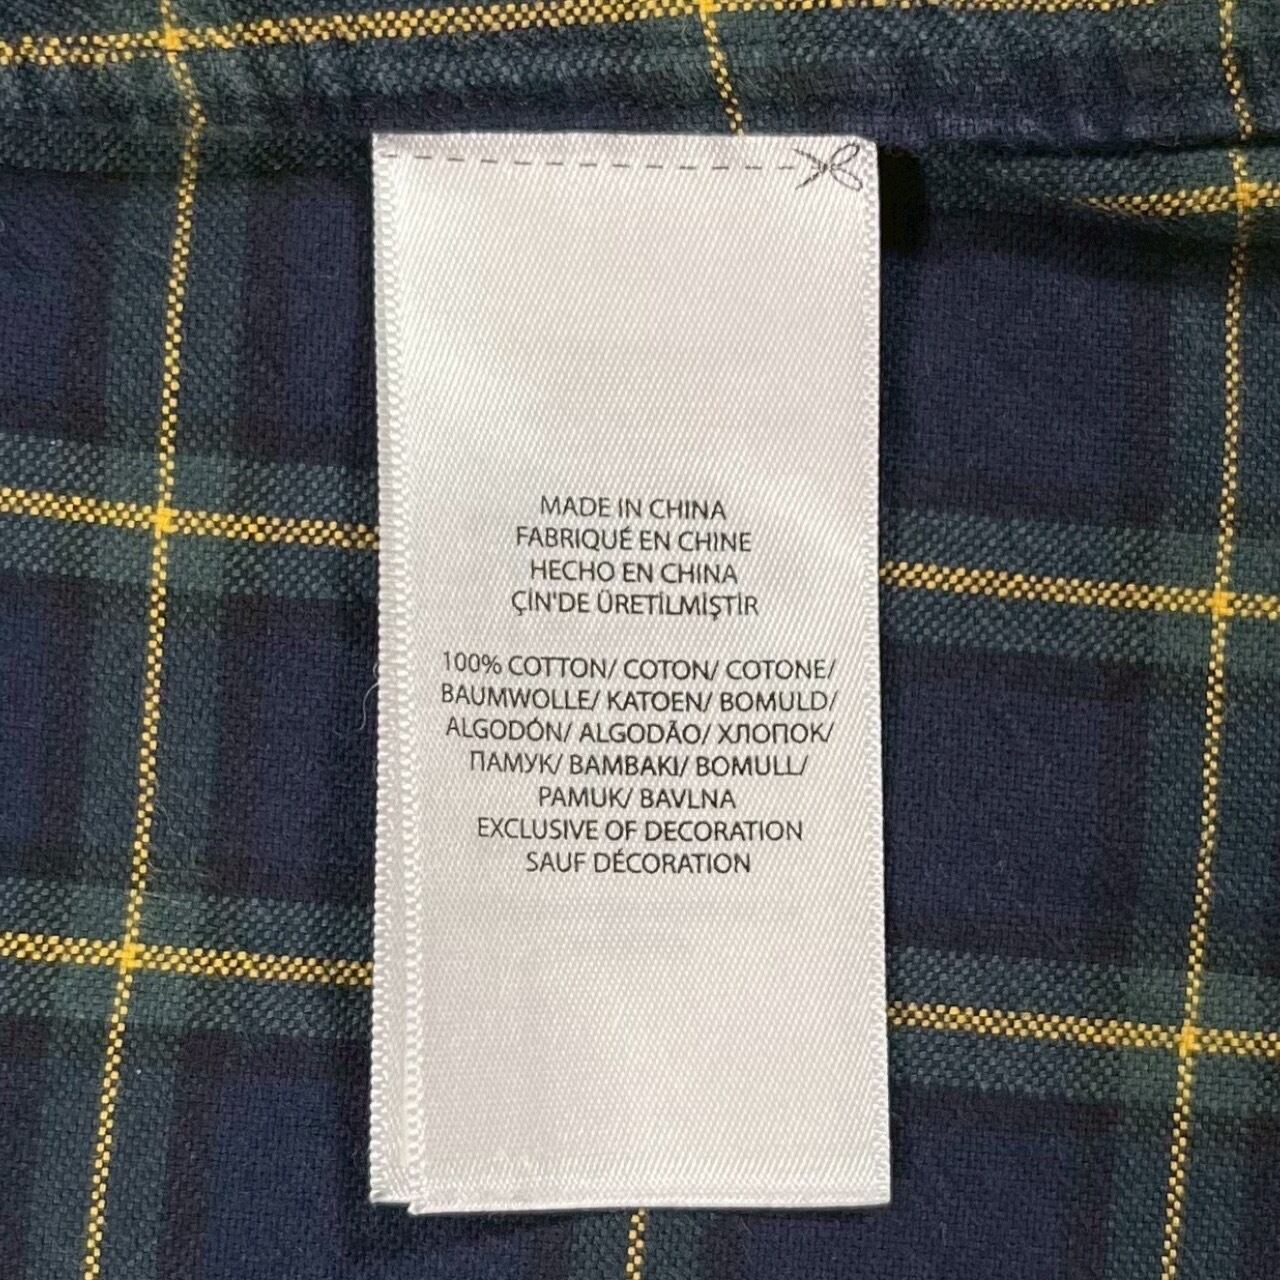 MADE IN CHINA
FABRIQUÉ EN CHINE
HECHO EN CHINA
ÇİN'DE ÜRETİLMİŞTİR
100% COTTON/ COTON/ COTONE/
BAUMWOLLE/ KATOEN/ BOMULD/
ALGODÓN/ ALGODÃO/ ХЛОПОК/
ПАМУК/ BAMBAKI/ BOMULL/
PAMUK/ BAVLNA
EXCLUSIVE OF DECORATION
SAUF DÉCORATION